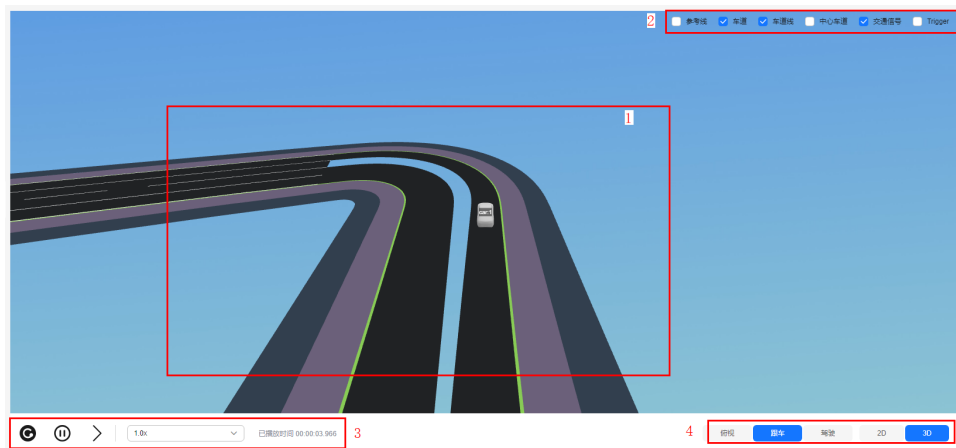 2 参考线 车道 车道线 中心车道 交通信号 Trigger
1
car1
1.0x 已播放时间 00:00:03.966 3
4 俯视 跟车 驾驶 2D 3D